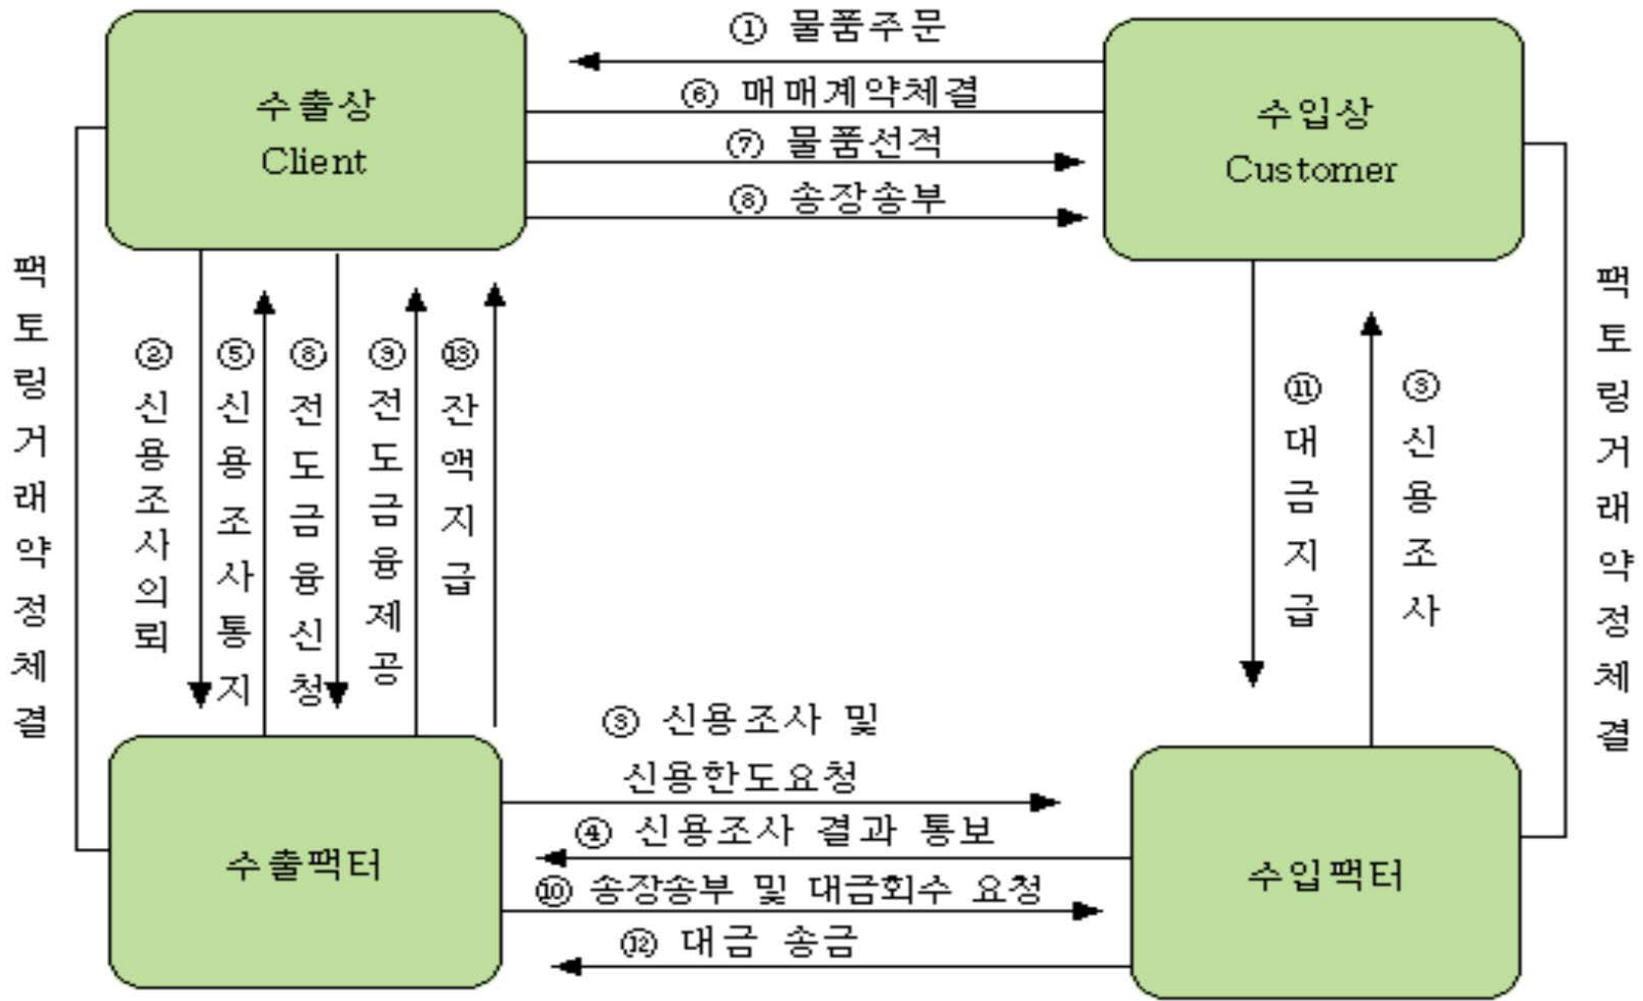 ① 물품주문
수출상
Client
⑥ 매매계약체결
수입상
Customer
⑦ 물품선적
⑧ 송장송부
팩토링거래약정체결
② 신용조사의뢰
⑤ 신용조사통지
⑧ 전도금융신청
⑨ 전도금융제공
⑬ 잔액지급
⑪ 대금지급
③ 신용조사
팩토링거래약정체결
③ 신용조사 및
신용한도요청
④ 신용조사 결과 통보
수출팩터
⑩ 송장송부 및 대금회수 요청
수입팩터
⑫ 대금 송금